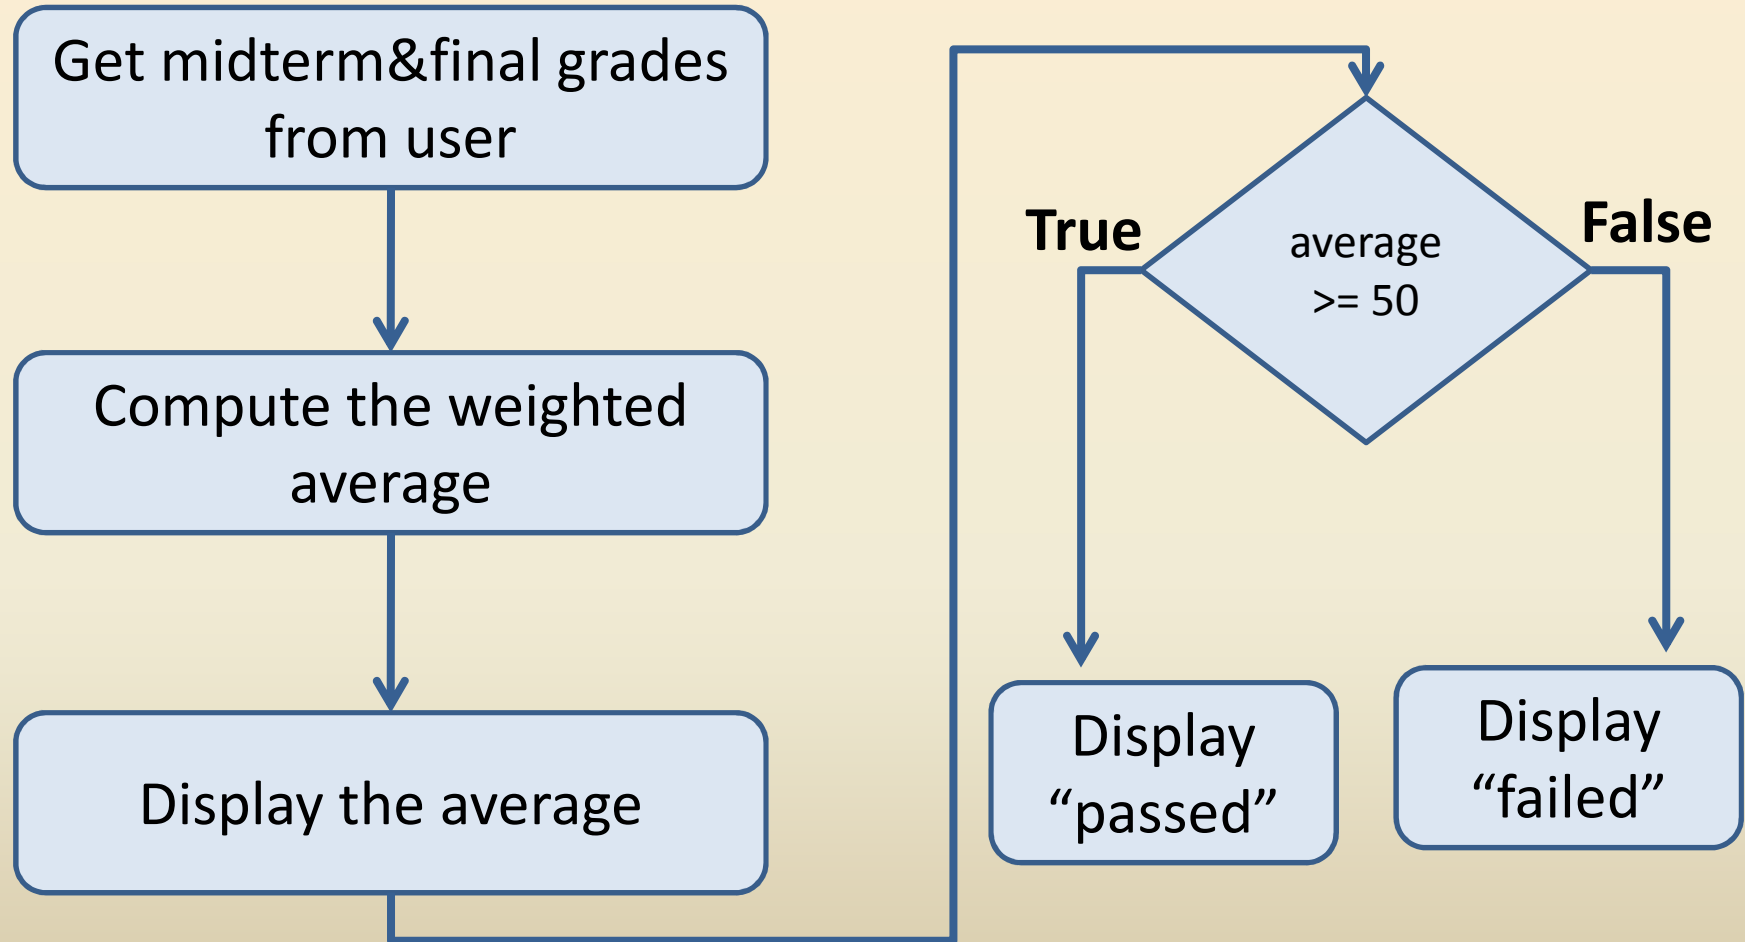 Get midterm&final grades
from user
Compute the weighted
average
Display the average
True
average
>= 50
False
Display
“passed”
Display
“failed”